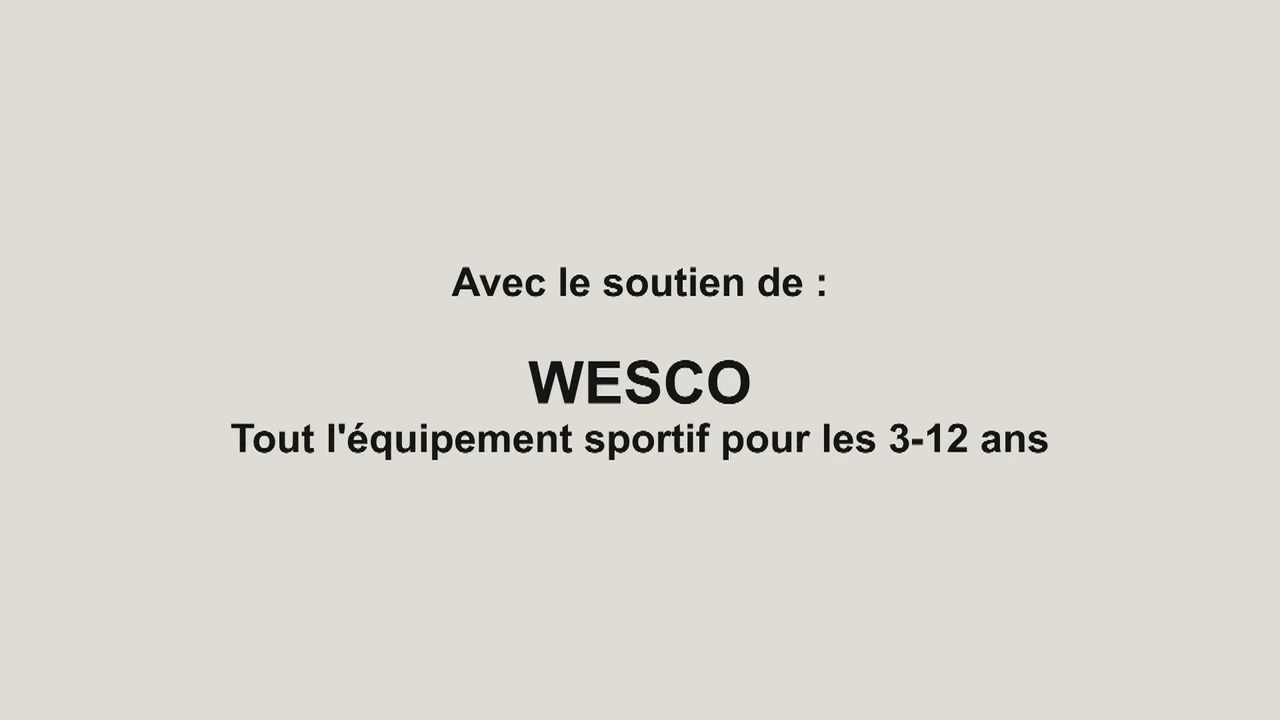 Avec le soutien de :
WESCO
Tout l'équipement sportif pour les 3-12 ans